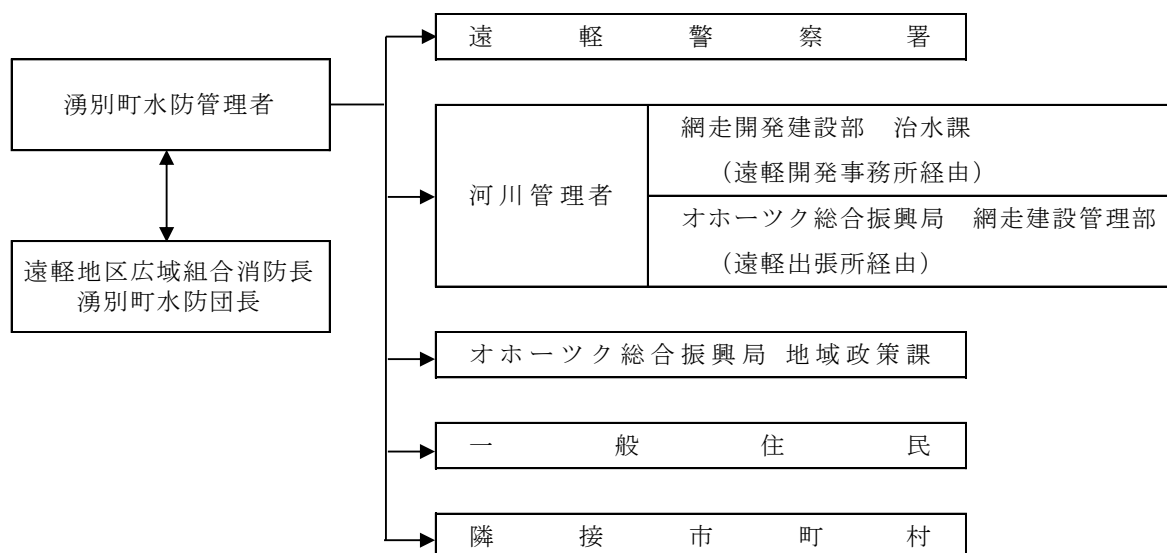 遠軽警察署
湧別町水防管理者
網走開発建設部　治水課
（遠軽開発事務所経由）
河川管理者
オホーツク総合振興局　網走建設管理部
（遠軽出張所経由）
遠軽地区広域組合消防長
湧別町水防団長
オホーツク総合振興局 地域政策課
一般住民
隣接市町村